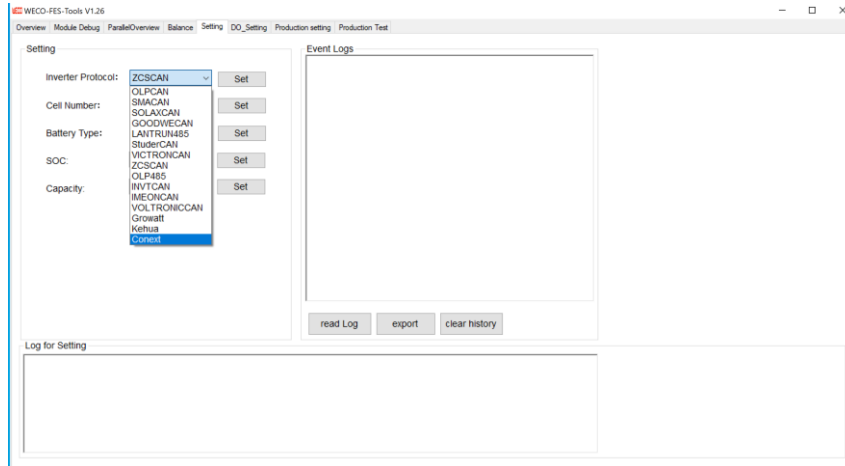 WECO-FES-Tools V1.26
Overview Module Debug ParallelOverview Balance Setting DO_Setting Production setting Production Test
Setting
Inverter Protocol: ZCSCAN Set
OLPCAN
SMACAN
SOLAXCAN
GOODWECAN
LANTRUN485
StuderCAN
VICTRONCAN
ZCSCAN
OLP485
INVTCAN
IMEONCAN
VOLTRONICCAN
Growatt
Kehua
Conext
Cell Number: Set
Battery Type: Set
SOC: Set
Capacity: Set
Event Logs
read Log export clear history
Log for Setting